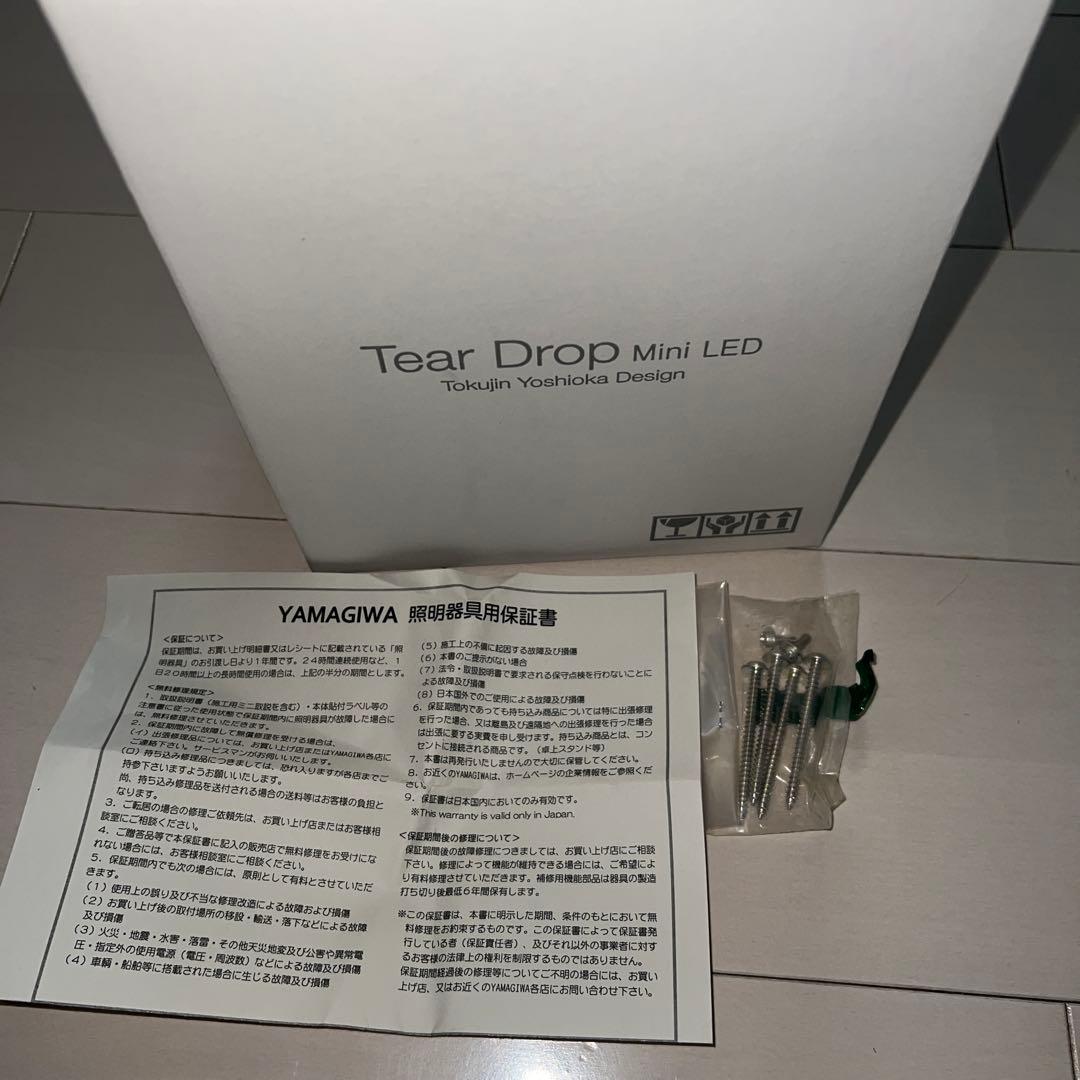 Tear Drop Mini LED
Tokujin Yoshioka Design
YAMAGIWA 照明器具用保証書
<保証について>
保証期間は、お買い上げ明細書又はレシートに記載されている「照
明器具」のお引渡し日より1年間です。24時間連続使用など、1
日20時間以上の長時間使用の場合は、上記の半分の期間とします。
<無料修理規定>
1．取扱説明書（施工用ミニ取説を含む）・本体貼付ラベル等の
注意書に従った使用状態で保証期間内に照明器具が故障した場合に
は、無料修理させていただきます。
2．保証期間内に故障して無償修理を受ける場合は、
（イ）出張修理品については、お買い上げ店またはYAMAGIWA各店に
ご連絡下さい。サービスマンがお伺いいたします。
（ロ）持ち込み修理品につきましては、恐れ入りますが各店までご
持参下さいますようお願いいたします。
尚、持ち込み修理品を送付される場合の送料等はお客様の負担と
なります。
3．ご転居の場合の修理ご依頼先は、お買い上げ店またはお客様相
談室にご相談ください。
4．ご贈答品等で本保証書に記入の販売店で無料修理をお受けにな
れない場合には、お客様相談室にご相談ください。
5．保証期間内でも次の場合には、原則として有料とさせていただ
きます。
（1）使用上の誤り及び不当な修理改造による故障および損傷
（2）お買い上げ後の取付場所の移設・輸送・落下などによる故障
及び損傷
（3）火災・地震・水害・落雷・その他天災地変及び公害や異常電
圧・指定外の使用電源（電圧・周波数）などによる故障及び損傷
（4）車輌・船舶等に搭載された場合に生じる故障及び損傷
（5）施工上の不備に起因する故障及び損傷
（6）本書のご提示がない場合
（7）法令・取扱説明書で要求される保守点検を行わないことに
よる故障及び損傷
（8）日本国外でのご使用による故障及び損傷
6．保証期間内であっても持ち込み商品については特に出張修理
を行った場合、又は離島及び遠隔地への出張修理を行った場合
は出張に要する実費を申し受けます。持ち込み商品とは、コン
セントに接続される商品です。（卓上スタンド等）
7．本書は再発行いたしませんので大切に保管してください。
8．お近くのYAMAGIWAは、ホームページの企業情報をご参照くだ
さい。
9．保証書は日本国内においてのみ有効です。
※This warranty is valid only in Japan.
<保証期間後の修理について>
保証期間後の故障修理につきましては、お買い上げ店にご相談
下さい。修理によって機能が維持できる場合には、ご希望によ
り有料修理させていただきます。補修用機能部品は器具の製造
打ち切り後最低6年間保有します。
※この保証書は、本書に明示した期間、条件のもとにおいて無
料修理をお約束するものです。この保証書によって保証書発
行している者（保証責任者）、及びそれ以外の事業者に対す
るお客様の法律上の権利を制限するものではありません。
保証期間経過後の修理等についてご不明の場合には、お買い
上げ店、又はお近くのYAMAGIWA各店にお問い合わせ下さい。